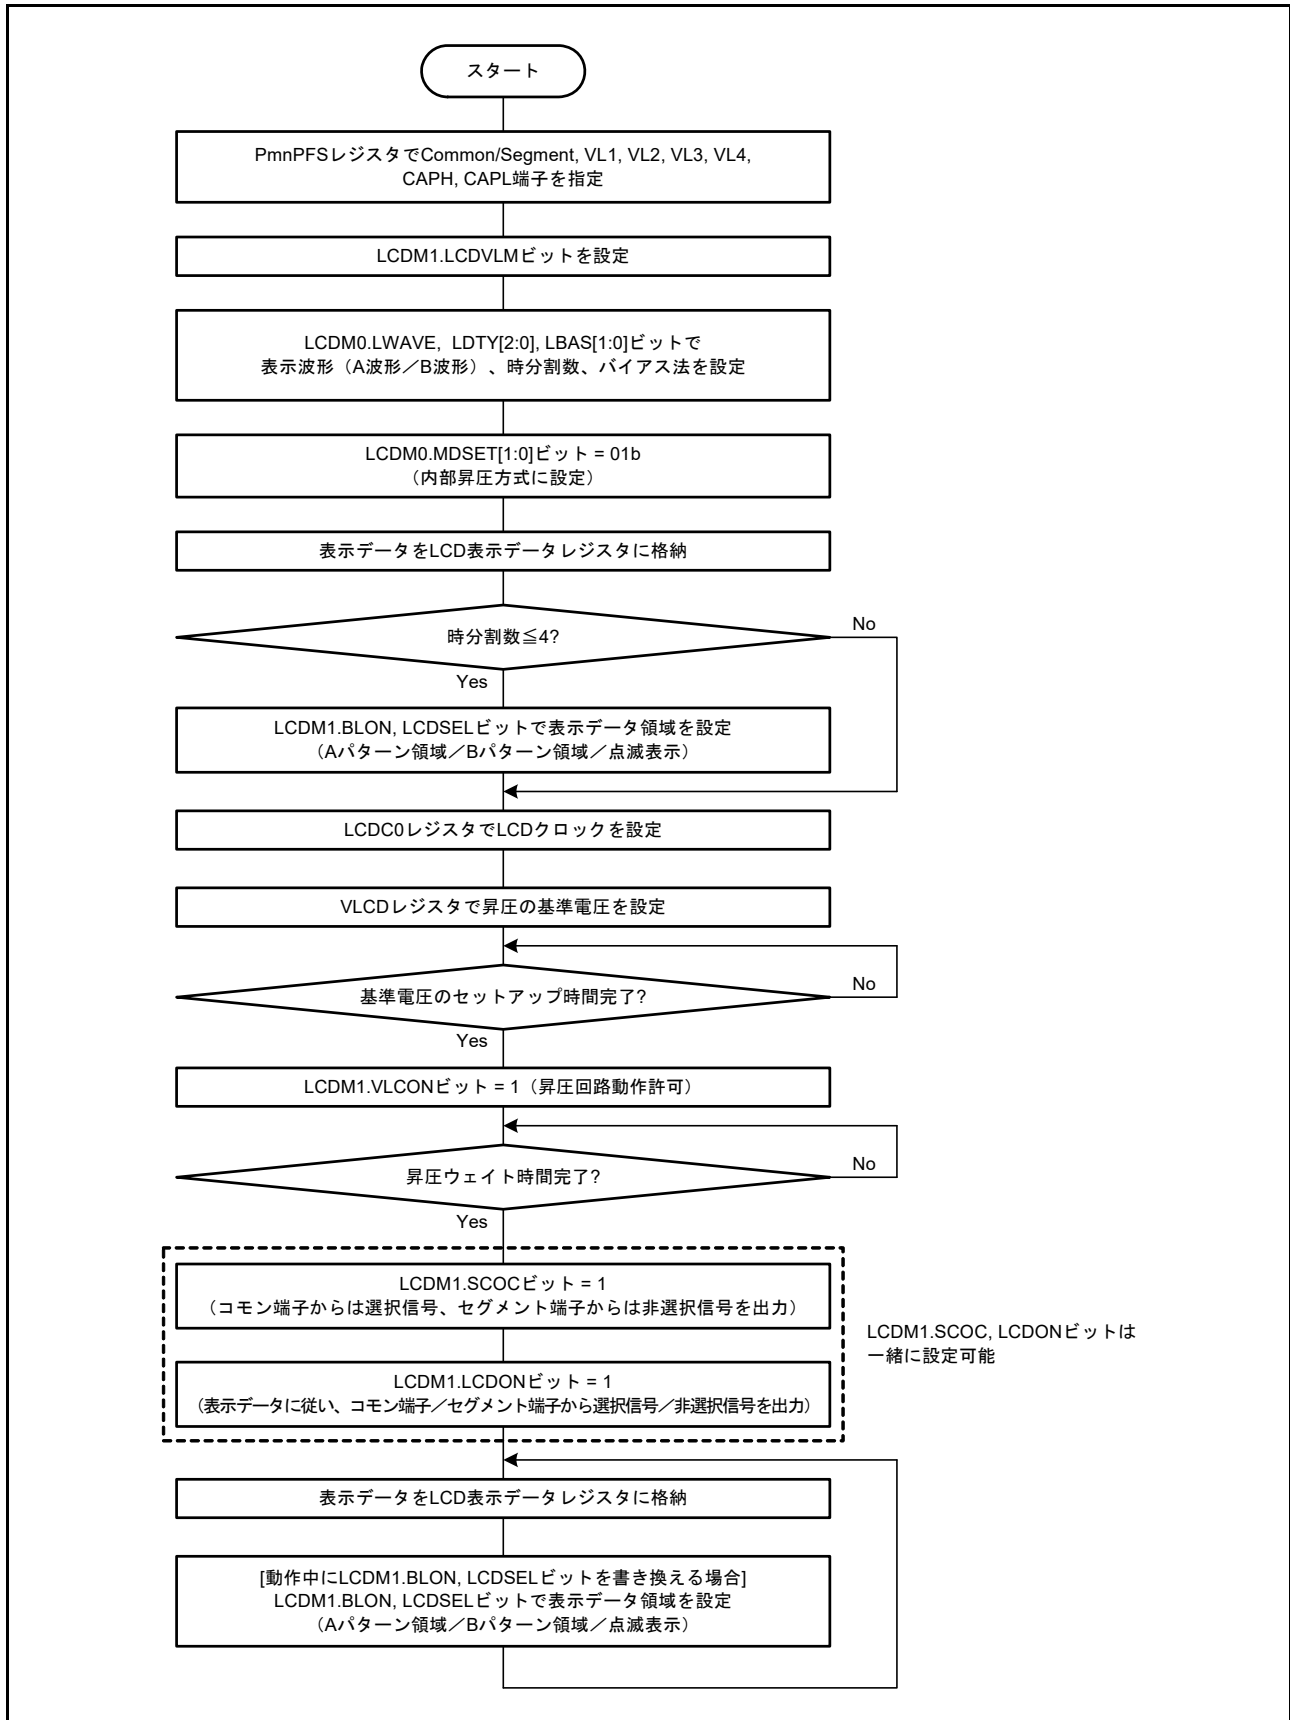 スタート
PmnPFSレジスタでCommon/Segment, VL1, VL2, VL3, VL4,
CAPH, CAPL端子を指定
LCDM1.LCDVLMビットを設定
LCDM0.LWAVE, LDTY[2:0], LBAS[1:0]ビットで
表示波形（A波形／B波形）、時分割数、バイアス法を設定
LCDM0.MDSET[1:0]ビット = 01b
（内部昇圧方式に設定）
表示データをLCD表示データレジスタに格納
時分割数≦4?
No
Yes
LCDM1.BLON, LCDSELビットで表示データ領域を設定
（Aパターン領域／Bパターン領域／点滅表示）
LCDC0レジスタでLCDクロックを設定
VLCDレジスタで昇圧の基準電圧を設定
基準電圧のセットアップ時間完了?
No
Yes
LCDM1.VLCONビット = 1（昇圧回路動作許可）
昇圧ウェイト時間完了?
No
Yes
LCDM1.SCOCビット = 1
（コモン端子からは選択信号、セグメント端子からは非選択信号を出力）
LCDM1.SCOC, LCDONビットは
一緒に設定可能
LCDM1.LCDONビット = 1
（表示データに従い、コモン端子／セグメント端子から選択信号／非選択信号を出力）
表示データをLCD表示データレジスタに格納
[動作中にLCDM1.BLON, LCDSELビットを書き換える場合]
LCDM1.BLON, LCDSELビットで表示データ領域を設定
（Aパターン領域／Bパターン領域／点滅表示）